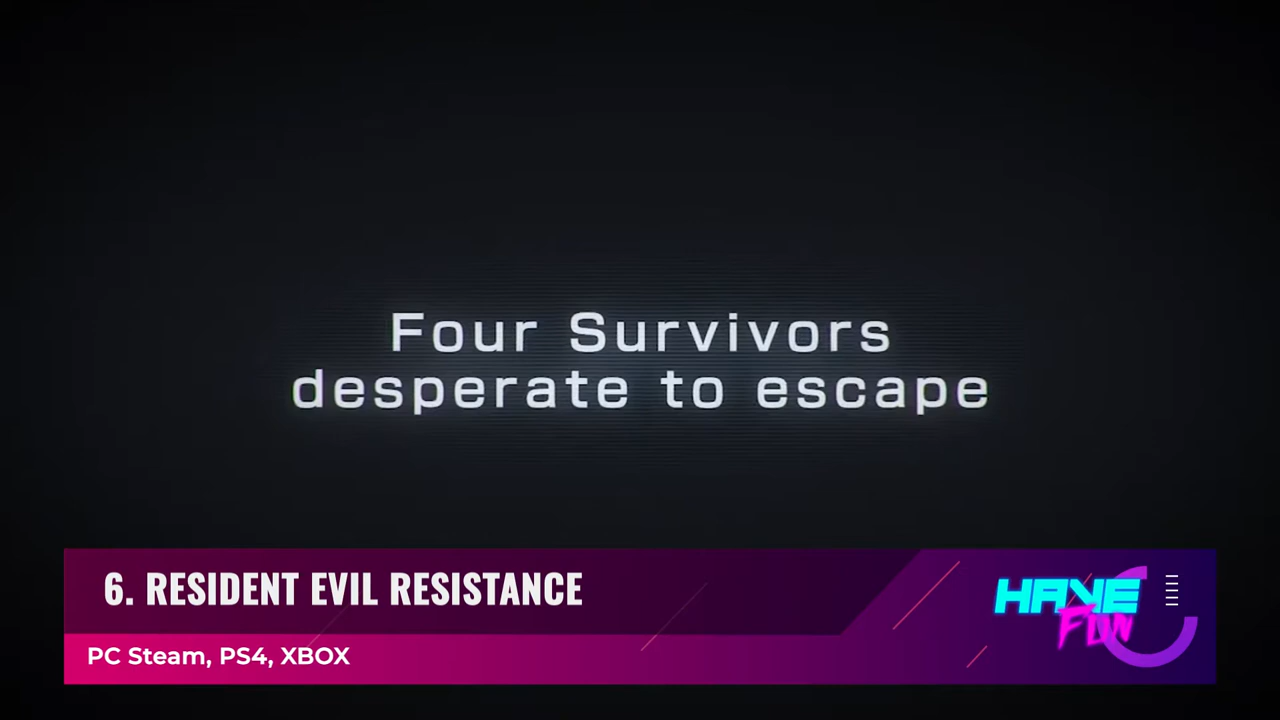 Four Survivors
desperate to escape
6. RESIDENT EVIL RESISTANCE
PC Steam, PS4, XBOX
HAVE
FUN